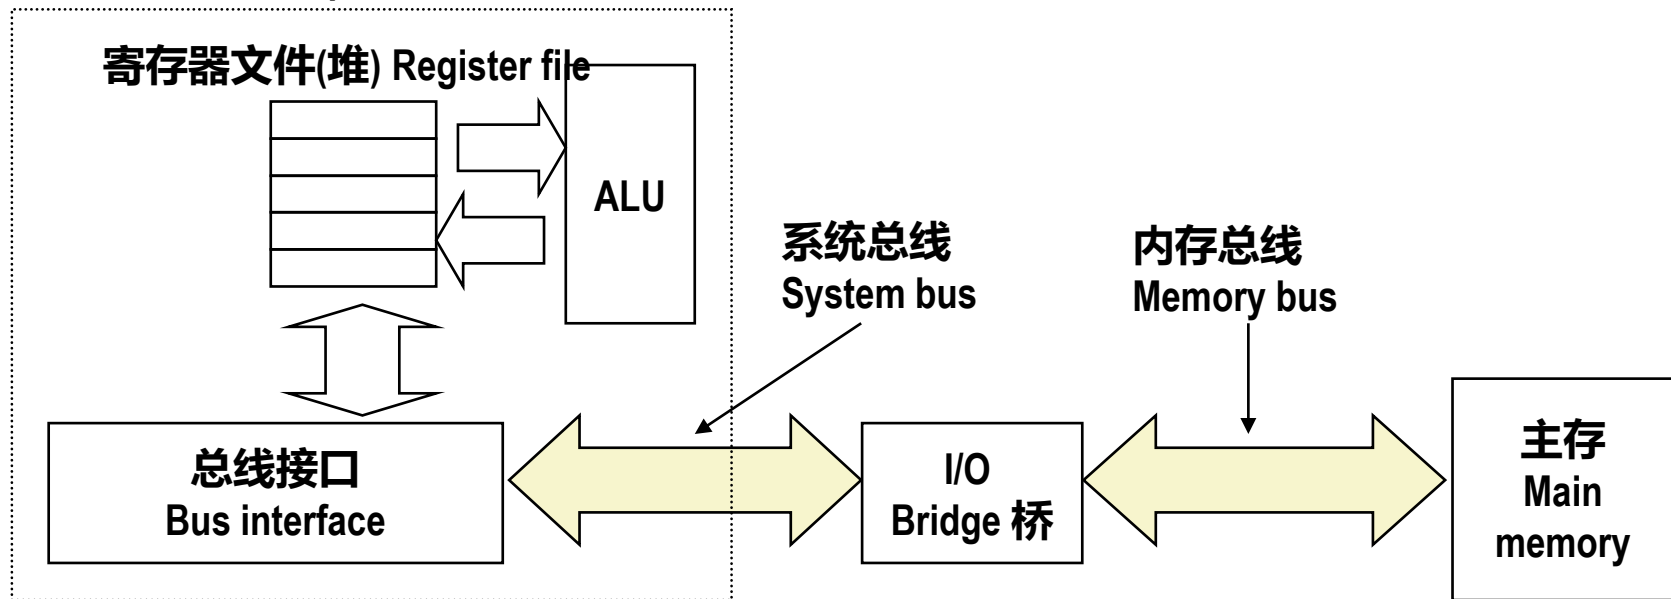 寄存器文件(堆) Register file
ALU
系统总线
System bus
内存总线
Memory bus
总线接口
Bus interface
I/O
Bridge 桥
主存
Main
memory